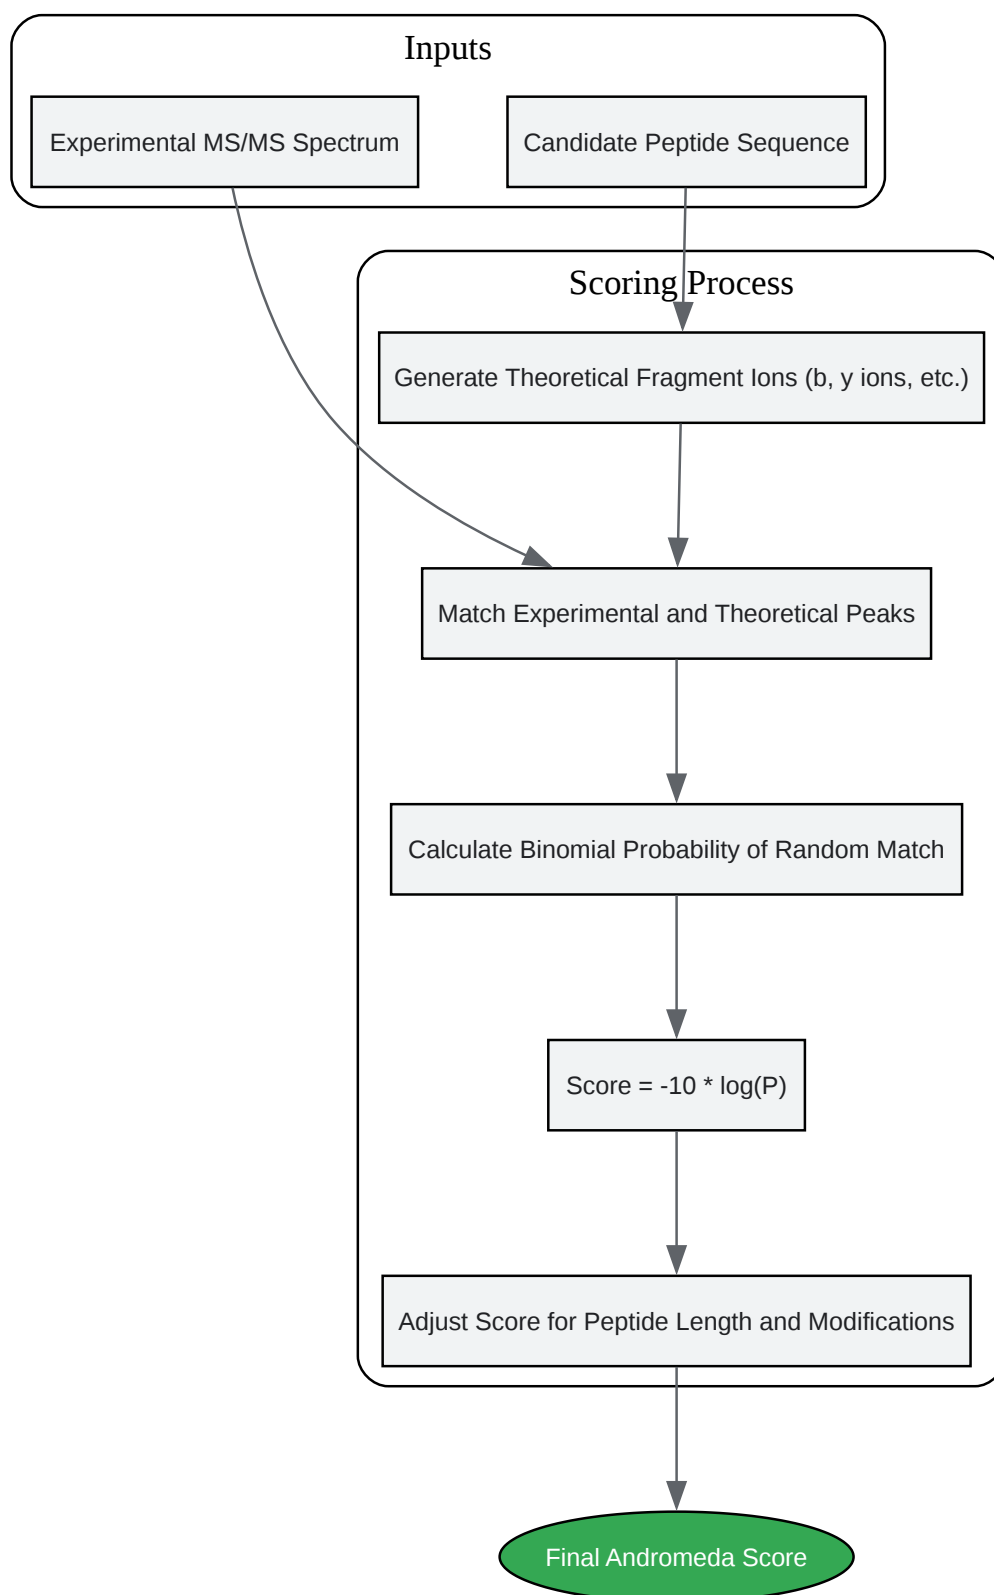 Inputs
Experimental MS/MS Spectrum
Candidate Peptide Sequence
Scoring Process
Generate Theoretical Fragment Ions (b, y ions, etc.)
Match Experimental and Theoretical Peaks
Calculate Binomial Probability of Random Match
Score = -10 * log(P)
Adjust Score for Peptide Length and Modifications
Final Andromeda Score